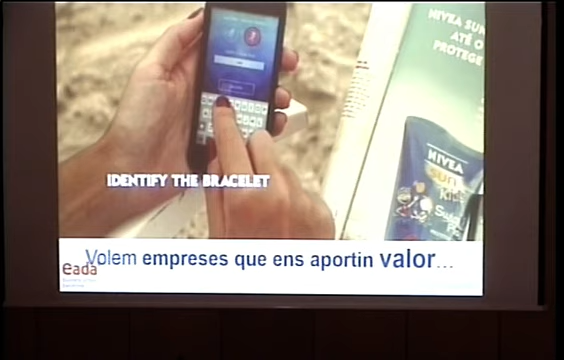 NIVEA SUN
ATÉ O
PROTEGE
NIVEA
sun
Kids
IDENTIFY THE BRACELET
Volem empreses que ens aportin valor...
eada